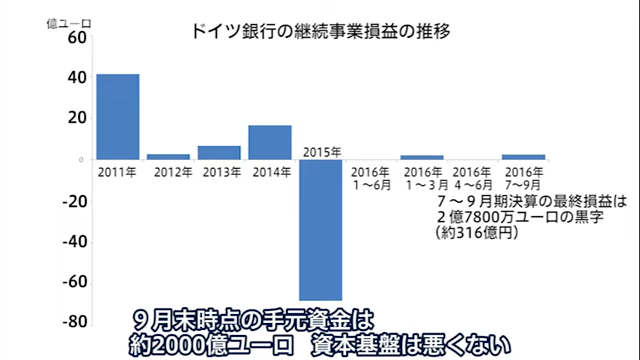 億ユーロ
ドイツ銀行の継続事業損益の推移
60
40
20
0
-20
-40
-60
-80
2011年
2012年
2013年
2014年
2015年
2016年
1～6月
2016年
1～3月
2016年
4～6月
2016年
7～9月
７～９月期決算の最終損益は
２億7800万ユーロの黒字
（約316億円）
９月末時点の手元資金は
約2000億ユーロ　資本基盤は悪くない